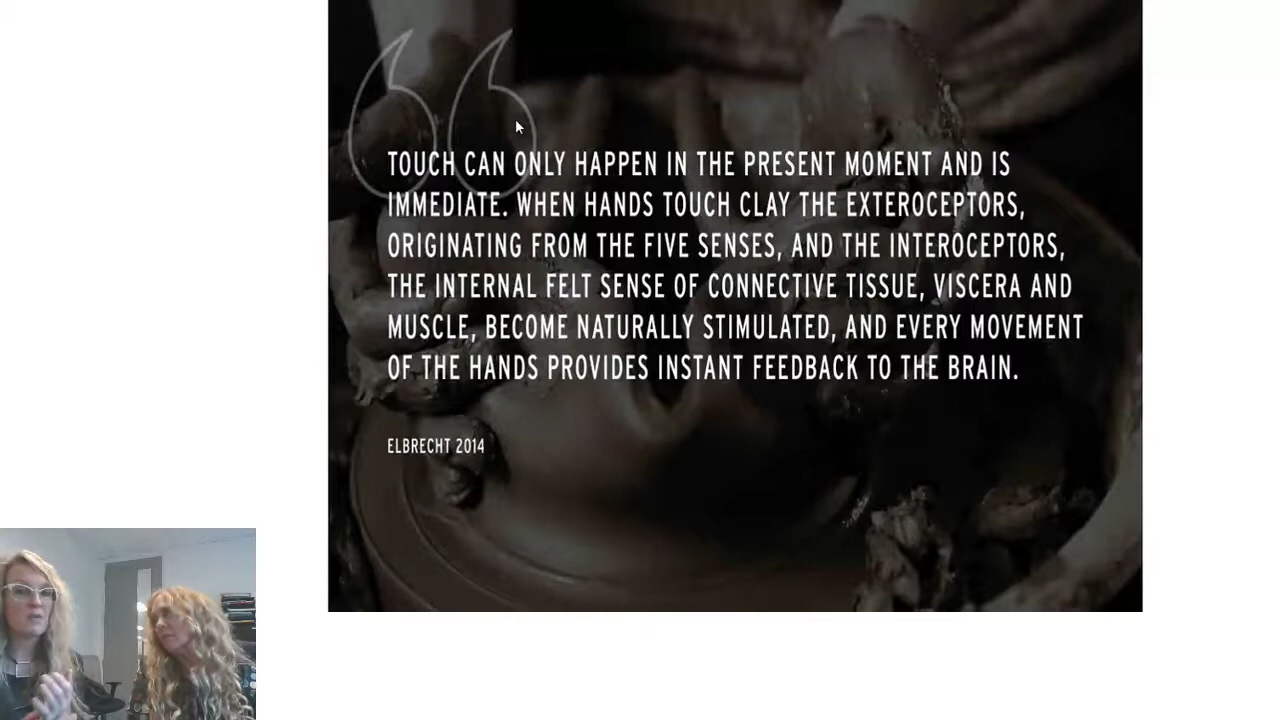 TOUCH CAN ONLY HAPPEN IN THE PRESENT MOMENT AND IS
IMMEDIATE. WHEN HANDS TOUCH CLAY THE EXTEROCEPTORS,
ORIGINATING FROM THE FIVE SENSES, AND THE INTEROCEPTORS,
THE INTERNAL FELT SENSE OF CONNECTIVE TISSUE, VISCERA AND
MUSCLE, BECOME NATURALLY STIMULATED, AND EVERY MOVEMENT
OF THE HANDS PROVIDES INSTANT FEEDBACK TO THE BRAIN.
ELBRECHT 2014